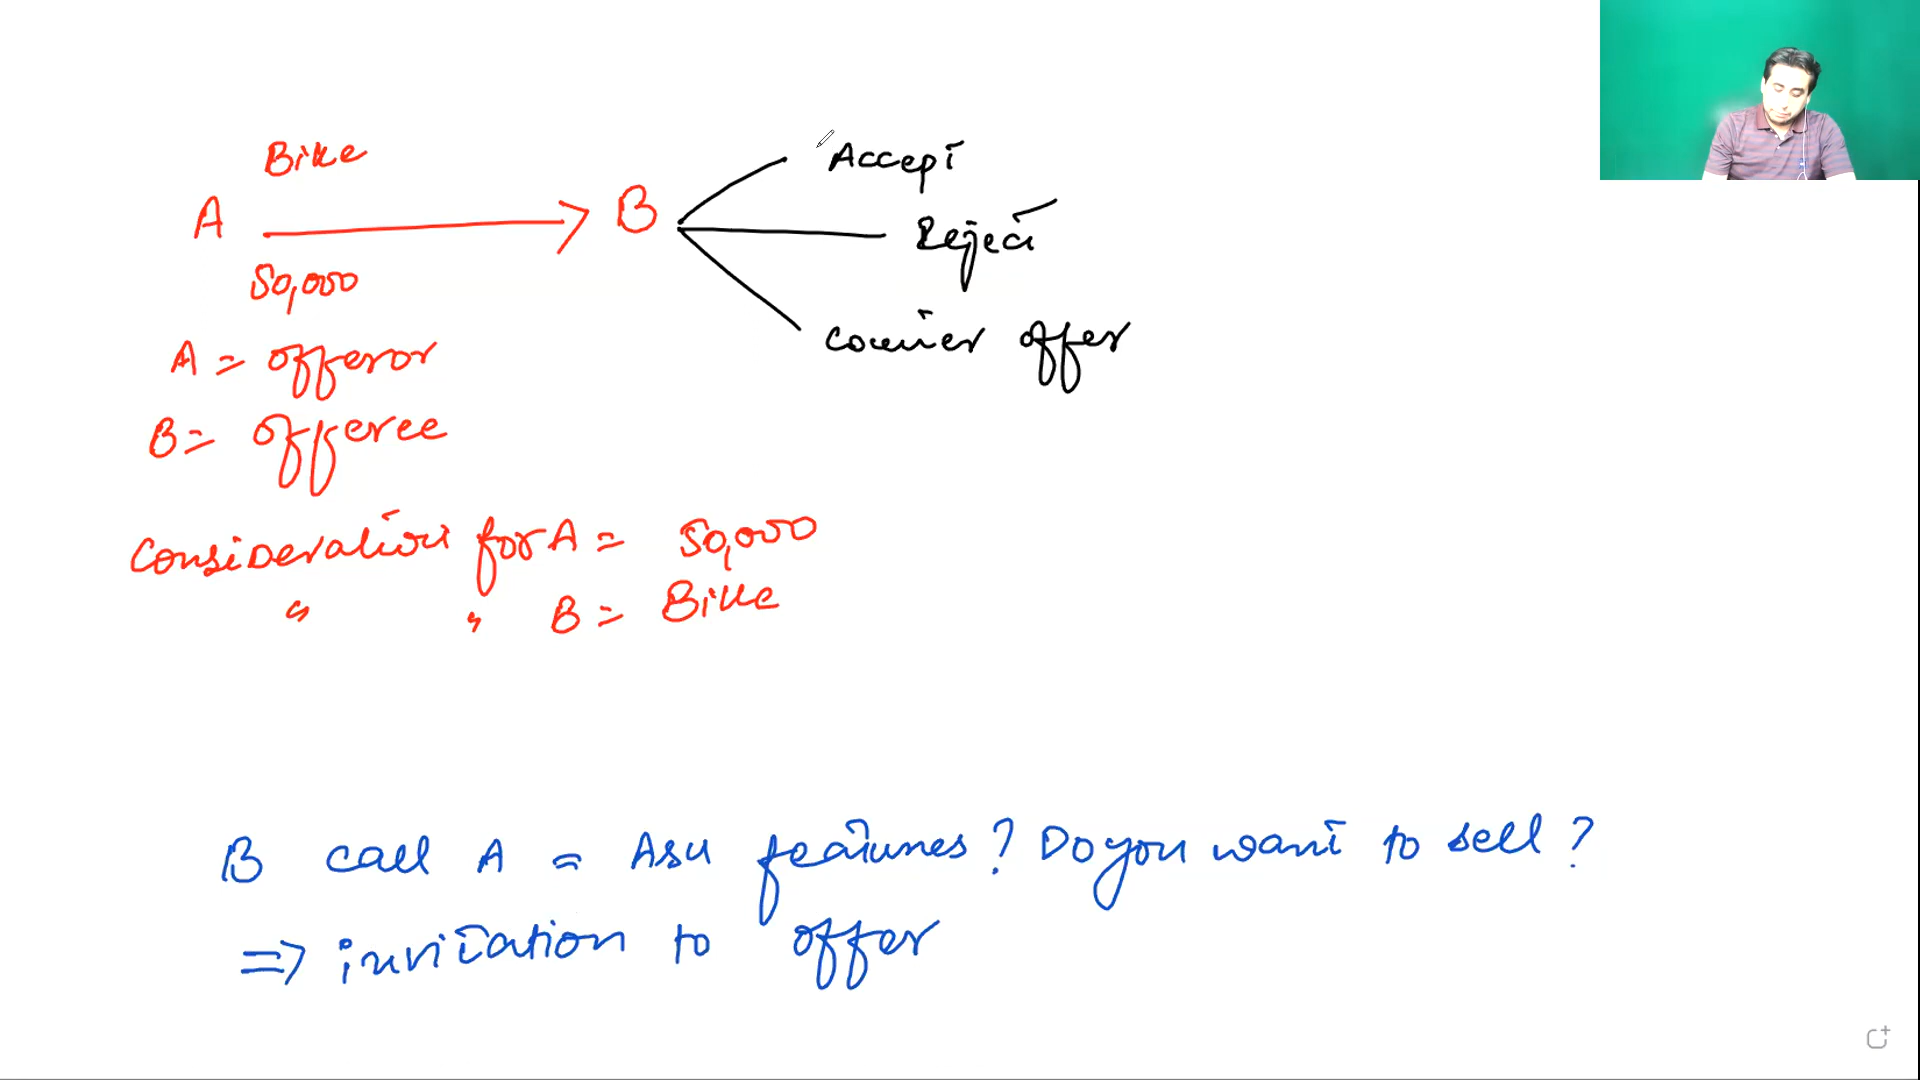 Bike
A → B
50,000
Accept
Reject
Counter offer
A = offeror
B = offeree
Consideration for A = 50,000
" " B = Bike
B call A = Ask features? Do you want to sell?
⇒ invitation to offer